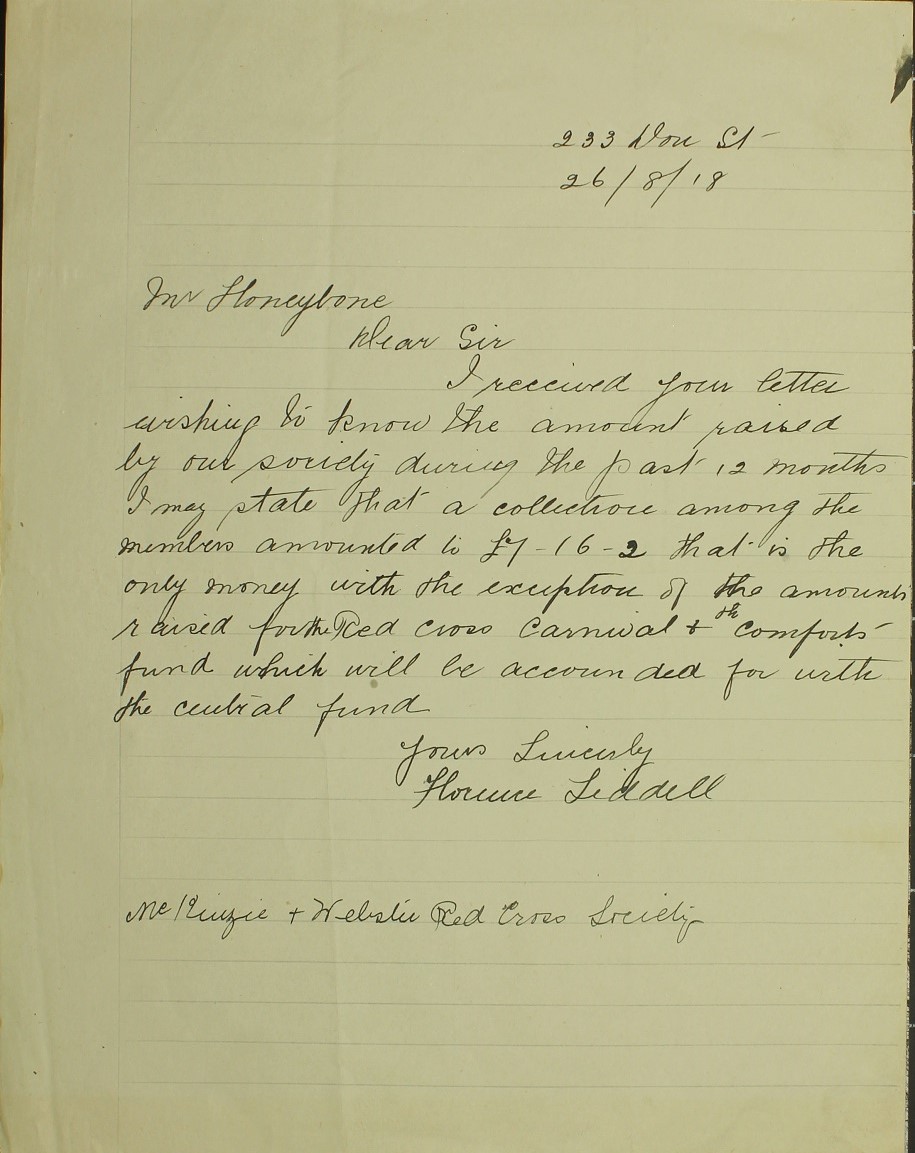 233 Don St
26/8/18
Mr Honeybone
Dear Sir
I received your letter
wishing to know the amount raised
by our society during the past 12 months
I may state that a collection among the
members amounted to £7-16-2 that is the
only money with the exception of the amounts
raised for the Red Cross Carnival + th comforts
fund which will be accounded for with
the central fund
Yours Sincerly
Florence Liddell
McKinzie + Webster Red Cross Society